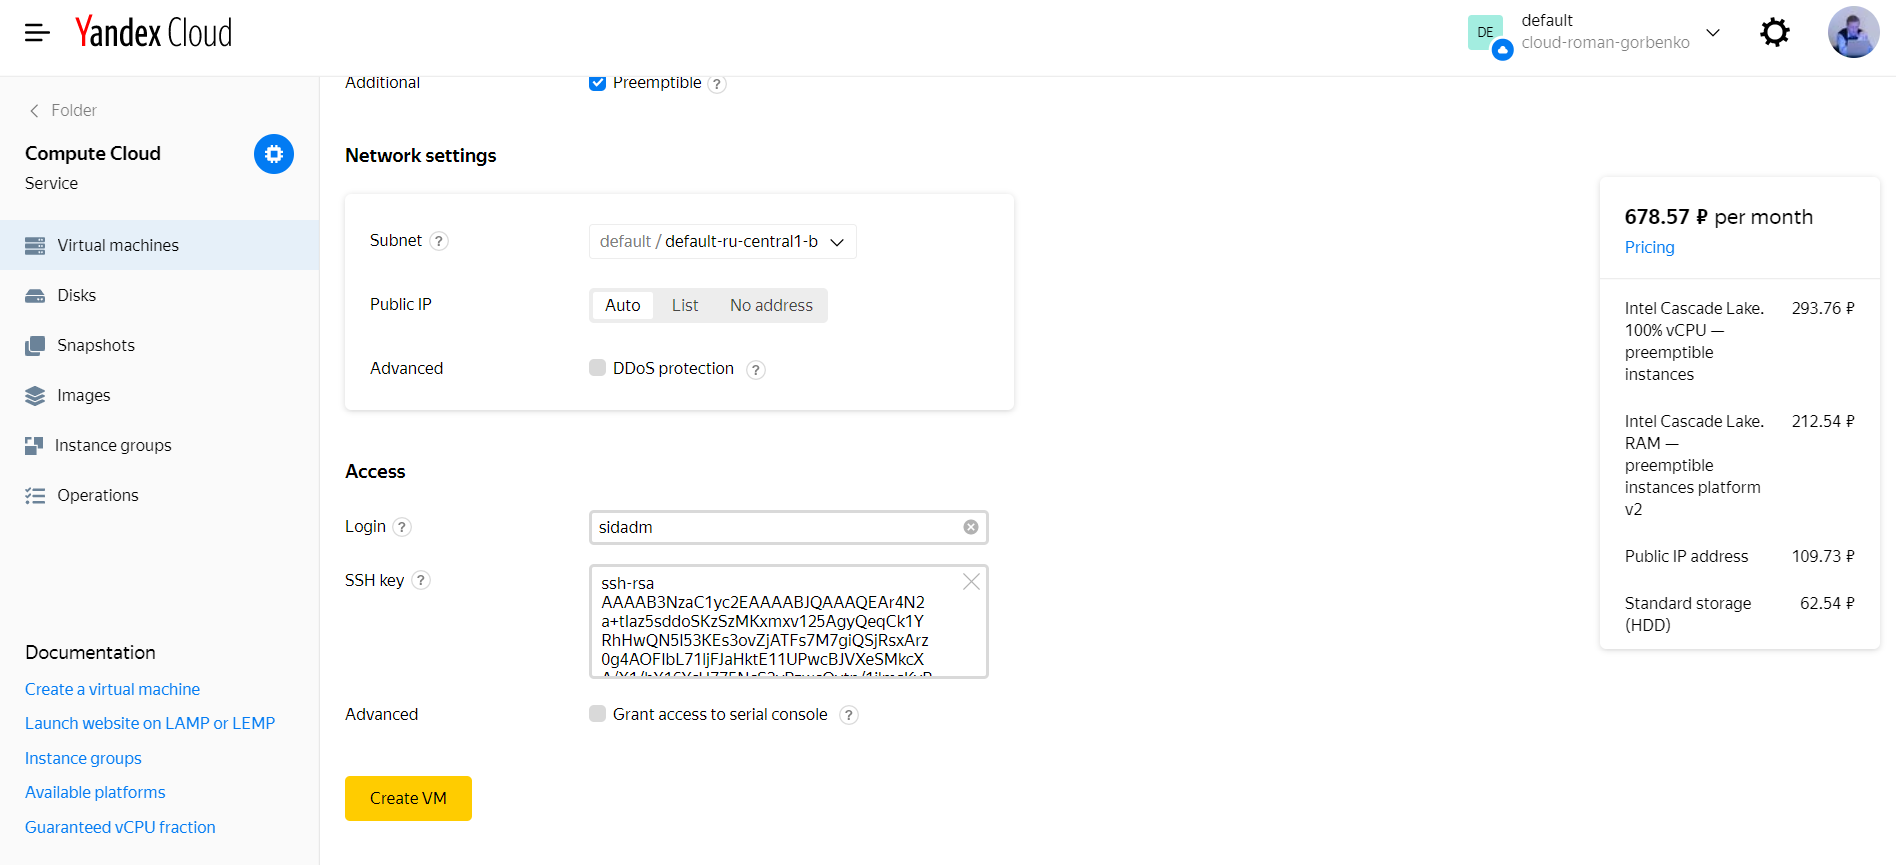 Yandex Cloud
DE
default
cloud-roman-gorbenko
Folder
Compute Cloud
Service
Virtual machines
Disks
Snapshots
Images
Instance groups
Operations
Documentation
Create a virtual machine
Launch website on LAMP or LEMP
Instance groups
Available platforms
Guaranteed vCPU fraction
Additional
Preemptible ?
Network settings
Subnet ?
default / default-ru-central1-b
Public IP
Auto List No address
Advanced
DDoS protection ?
Access
Login ?
sidadm
SSH key ?
ssh-rsa
AAAAB3NzaC1yc2EAAAABJQAAAQEAr4N2
a+tIaz5sddoSKzSzMKxmxv125AgyQeqCk1Y
RhHwQN5I53KEs3ovZjATFs7M7giQSjRsxArz
0g4AOFIbL71ljFJaHktE11UPwcBJVXeSMkcX
Advanced
Grant access to serial console ?
Create VM
678.57 ₽ per month
Pricing
Intel Cascade Lake. 293.76 ₽
100% vCPU —
preemptible
instances
Intel Cascade Lake. 212.54 ₽
RAM —
preemptible
instances platform
v2
Public IP address 109.73 ₽
Standard storage 62.54 ₽
(HDD)